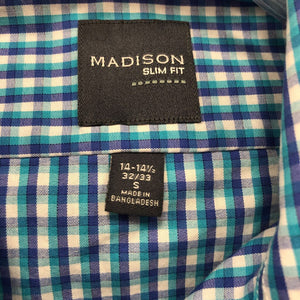 MADISON
SLIM FIT
14-14½
32/33
S
MADE IN
BANGLADESH